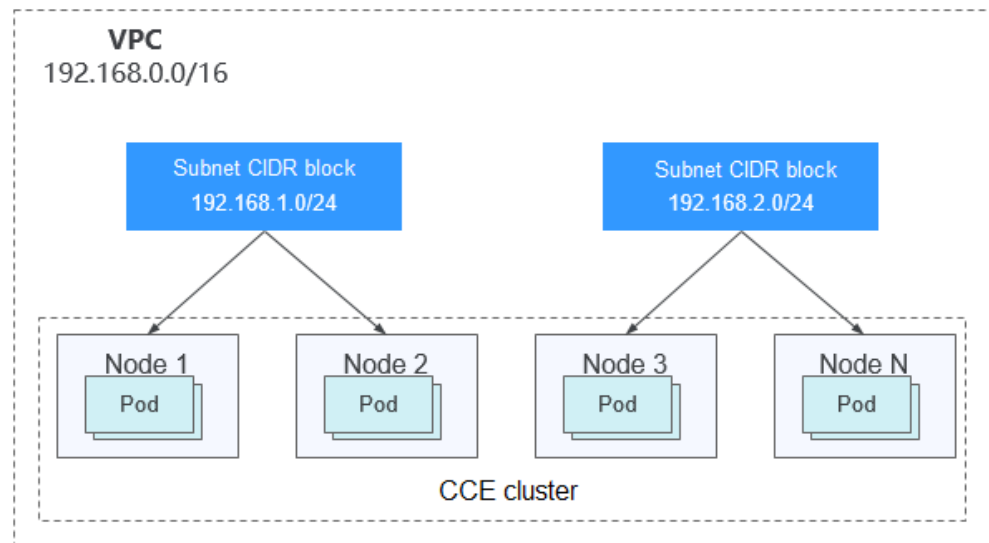 VPC
192.168.0.0/16
Subnet CIDR block
192.168.1.0/24
Subnet CIDR block
192.168.2.0/24
Node 1
Pod
Node 2
Pod
Node 3
Pod
Node N
Pod
CCE cluster